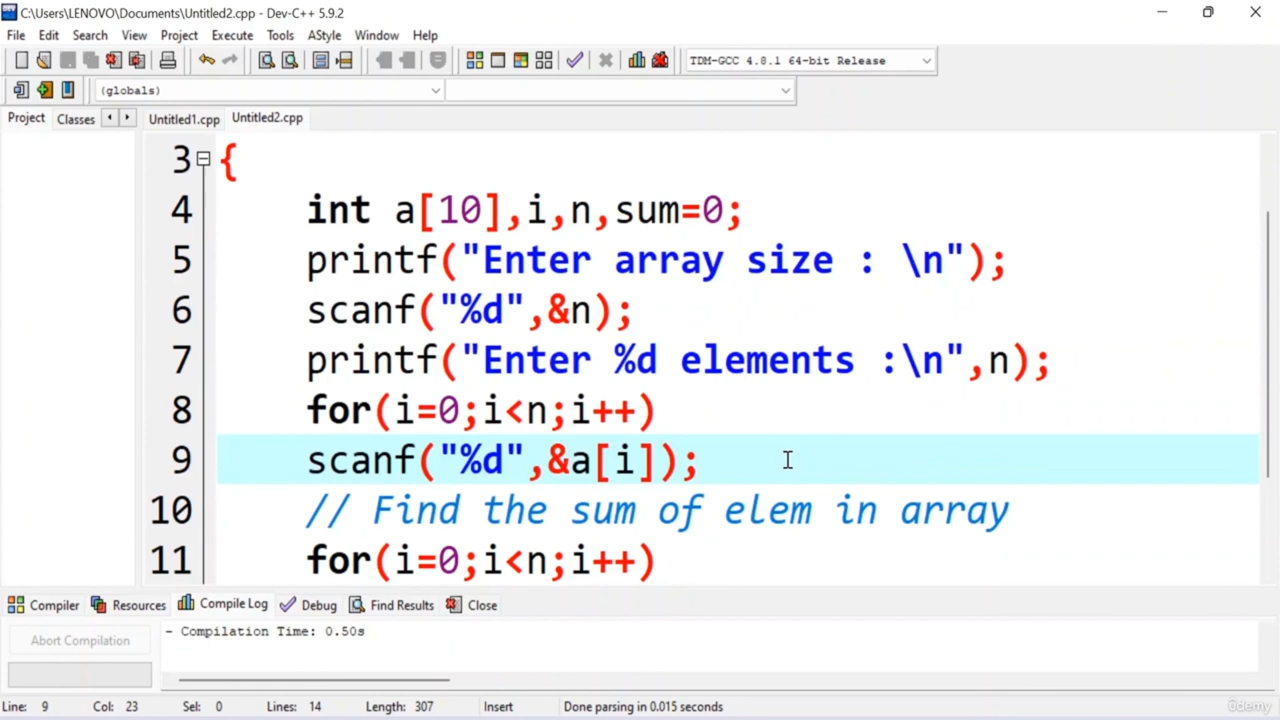 C:\Users\LENOVO\Documents\Untitled2.cpp - Dev-C++ 5.9.2
File Edit Search View Project Execute Tools AStyle Window Help
TDM-GCC 4.8.1 64-bit Release
(globals)
Project Classes Untitled1.cpp Untitled2.cpp
3 {
4 int a[10],i,n,sum=0;
5 printf("Enter array size : \n");
6 scanf("%d",&n);
7 printf("Enter %d elements :\n",n);
8 for(i=0;i<n;i++)
9 scanf("%d",&a[i]);
10 // Find the sum of elem in array
11 for(i=0;i<n;i++)
Compiler Resources Compile Log Debug Find Results Close
Abort Compilation
- Compilation Time: 0.50s
Line: 9 Col: 23 Sel: 0 Lines: 14 Length: 307 Insert Done parsing in 0.015 seconds
ûdemy